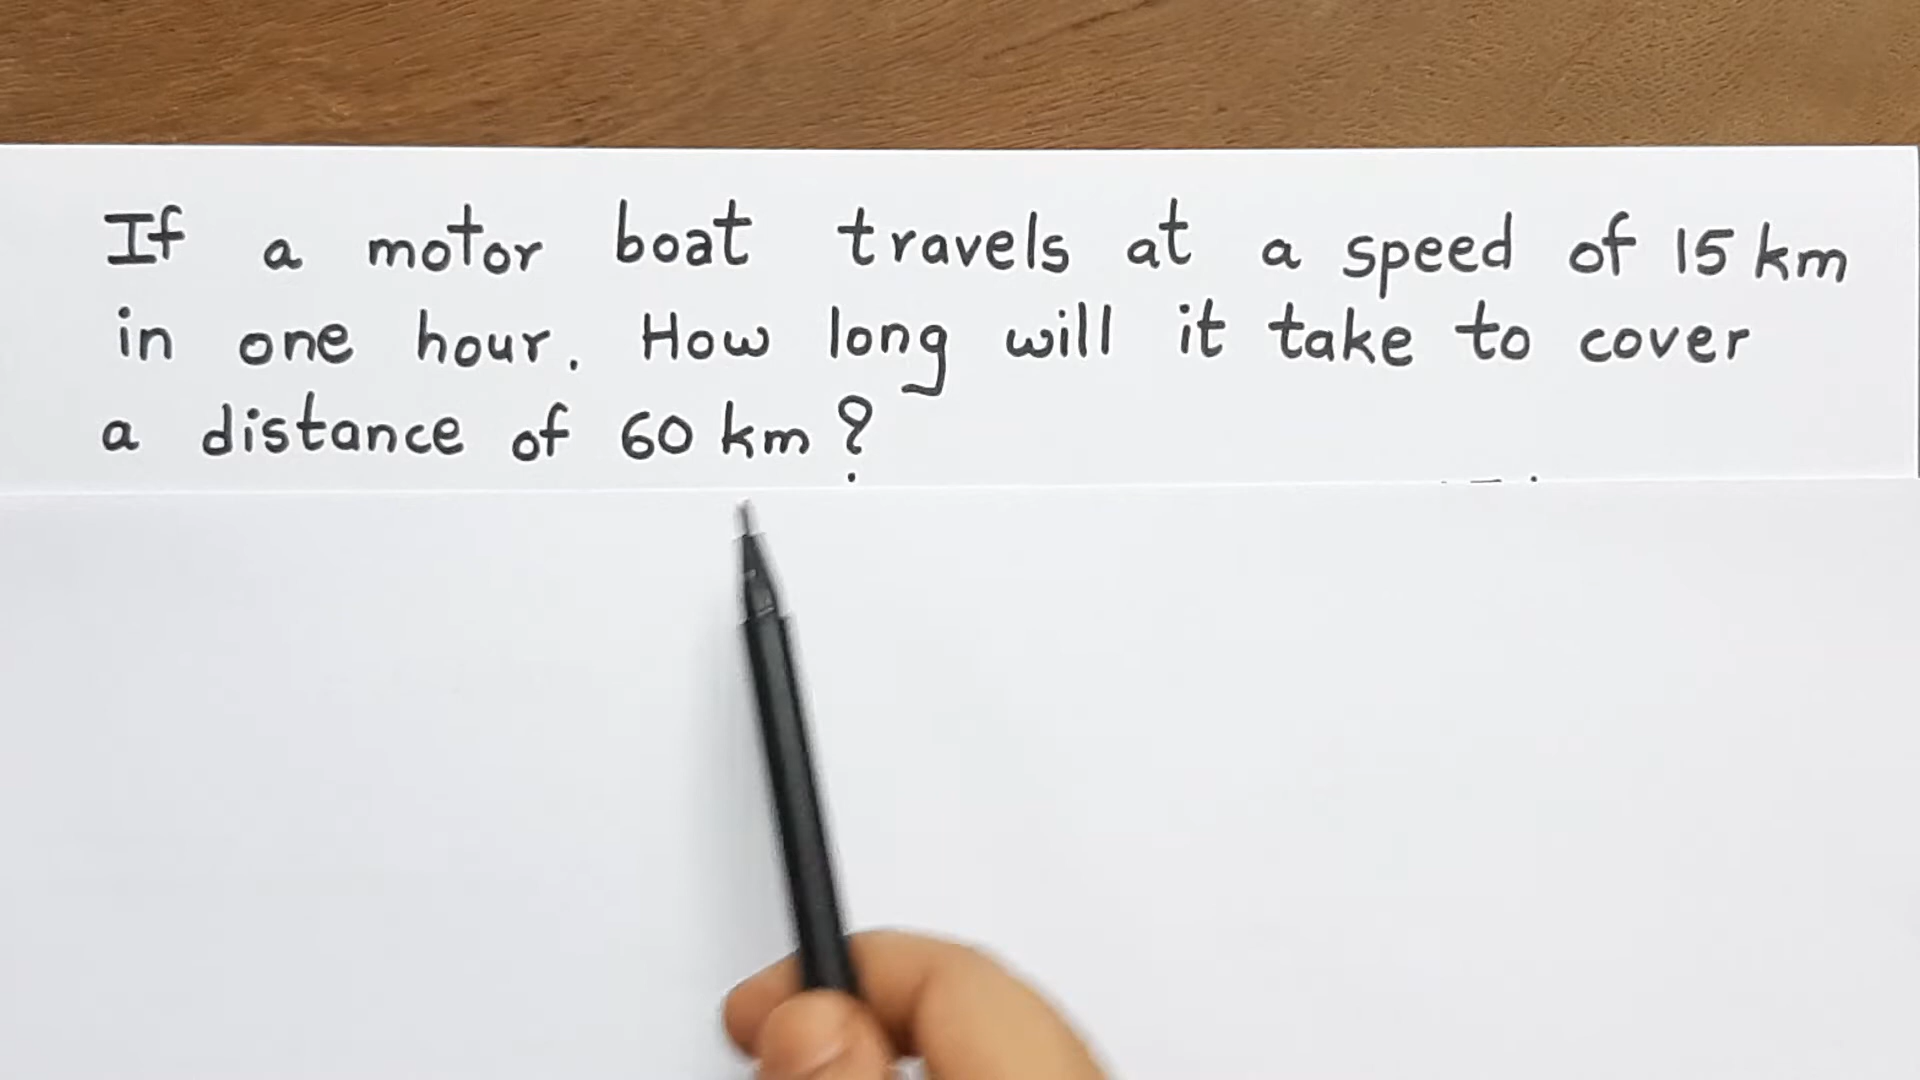 If a motor boat travels at a speed of 15 km
in one hour. How long will it take to cover
a distance of 60 km?